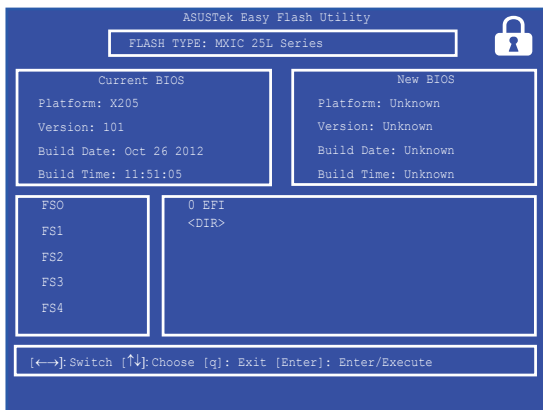 ASUSTek Easy Flash Utility
FLASH TYPE: MXIC 25L Series
Current BIOS
Platform: X205
Version: 101
Build Date: Oct 26 2012
Build Time: 11:51:05
New BIOS
Platform: Unknown
Version: Unknown
Build Date: Unknown
Build Time: Unknown
FSO
FS1
FS2
FS3
FS4
0 EFI
<DIR>
[←→]: Switch [↑↓]: Choose [q]: Exit [Enter]: Enter/Execute